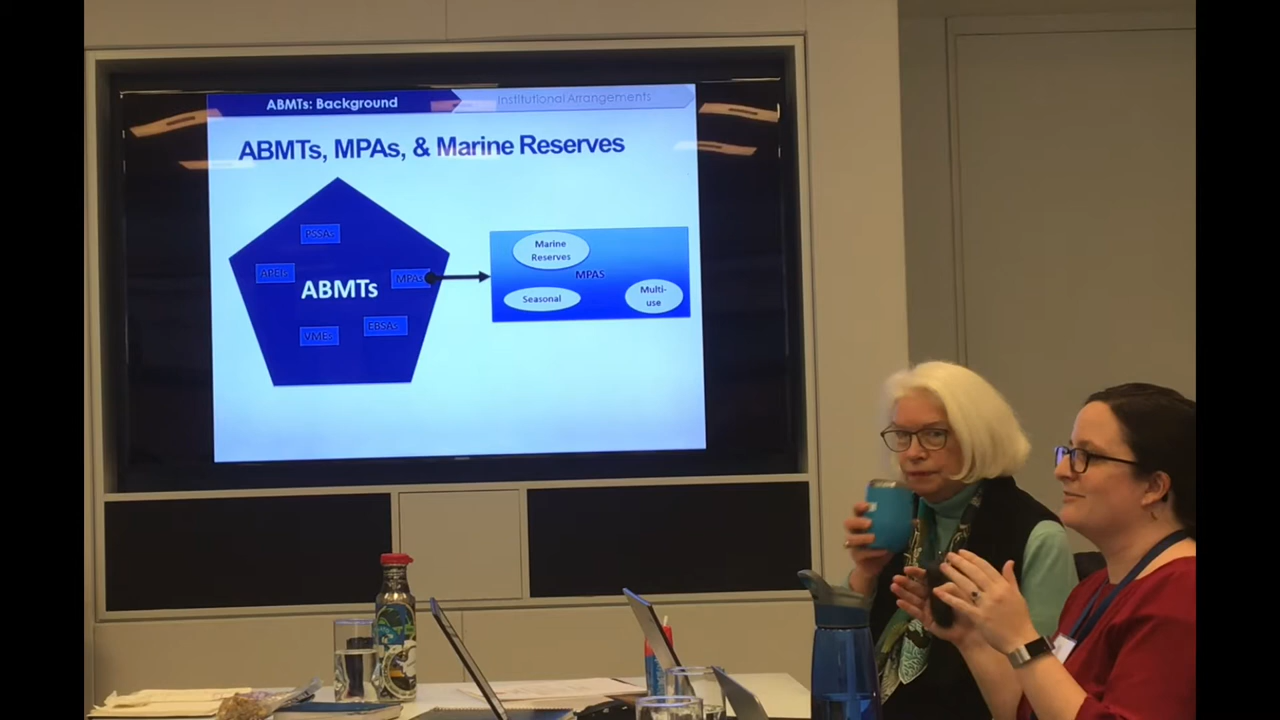 ABMTs: Background
Institutional Arrangements
ABMTs, MPAs, & Marine Reserves
PSSAs
APEIs
ABMTs
MPAs
VMEs
EBSAs
Marine
Reserves
MPAS
Seasonal
Multi-
use